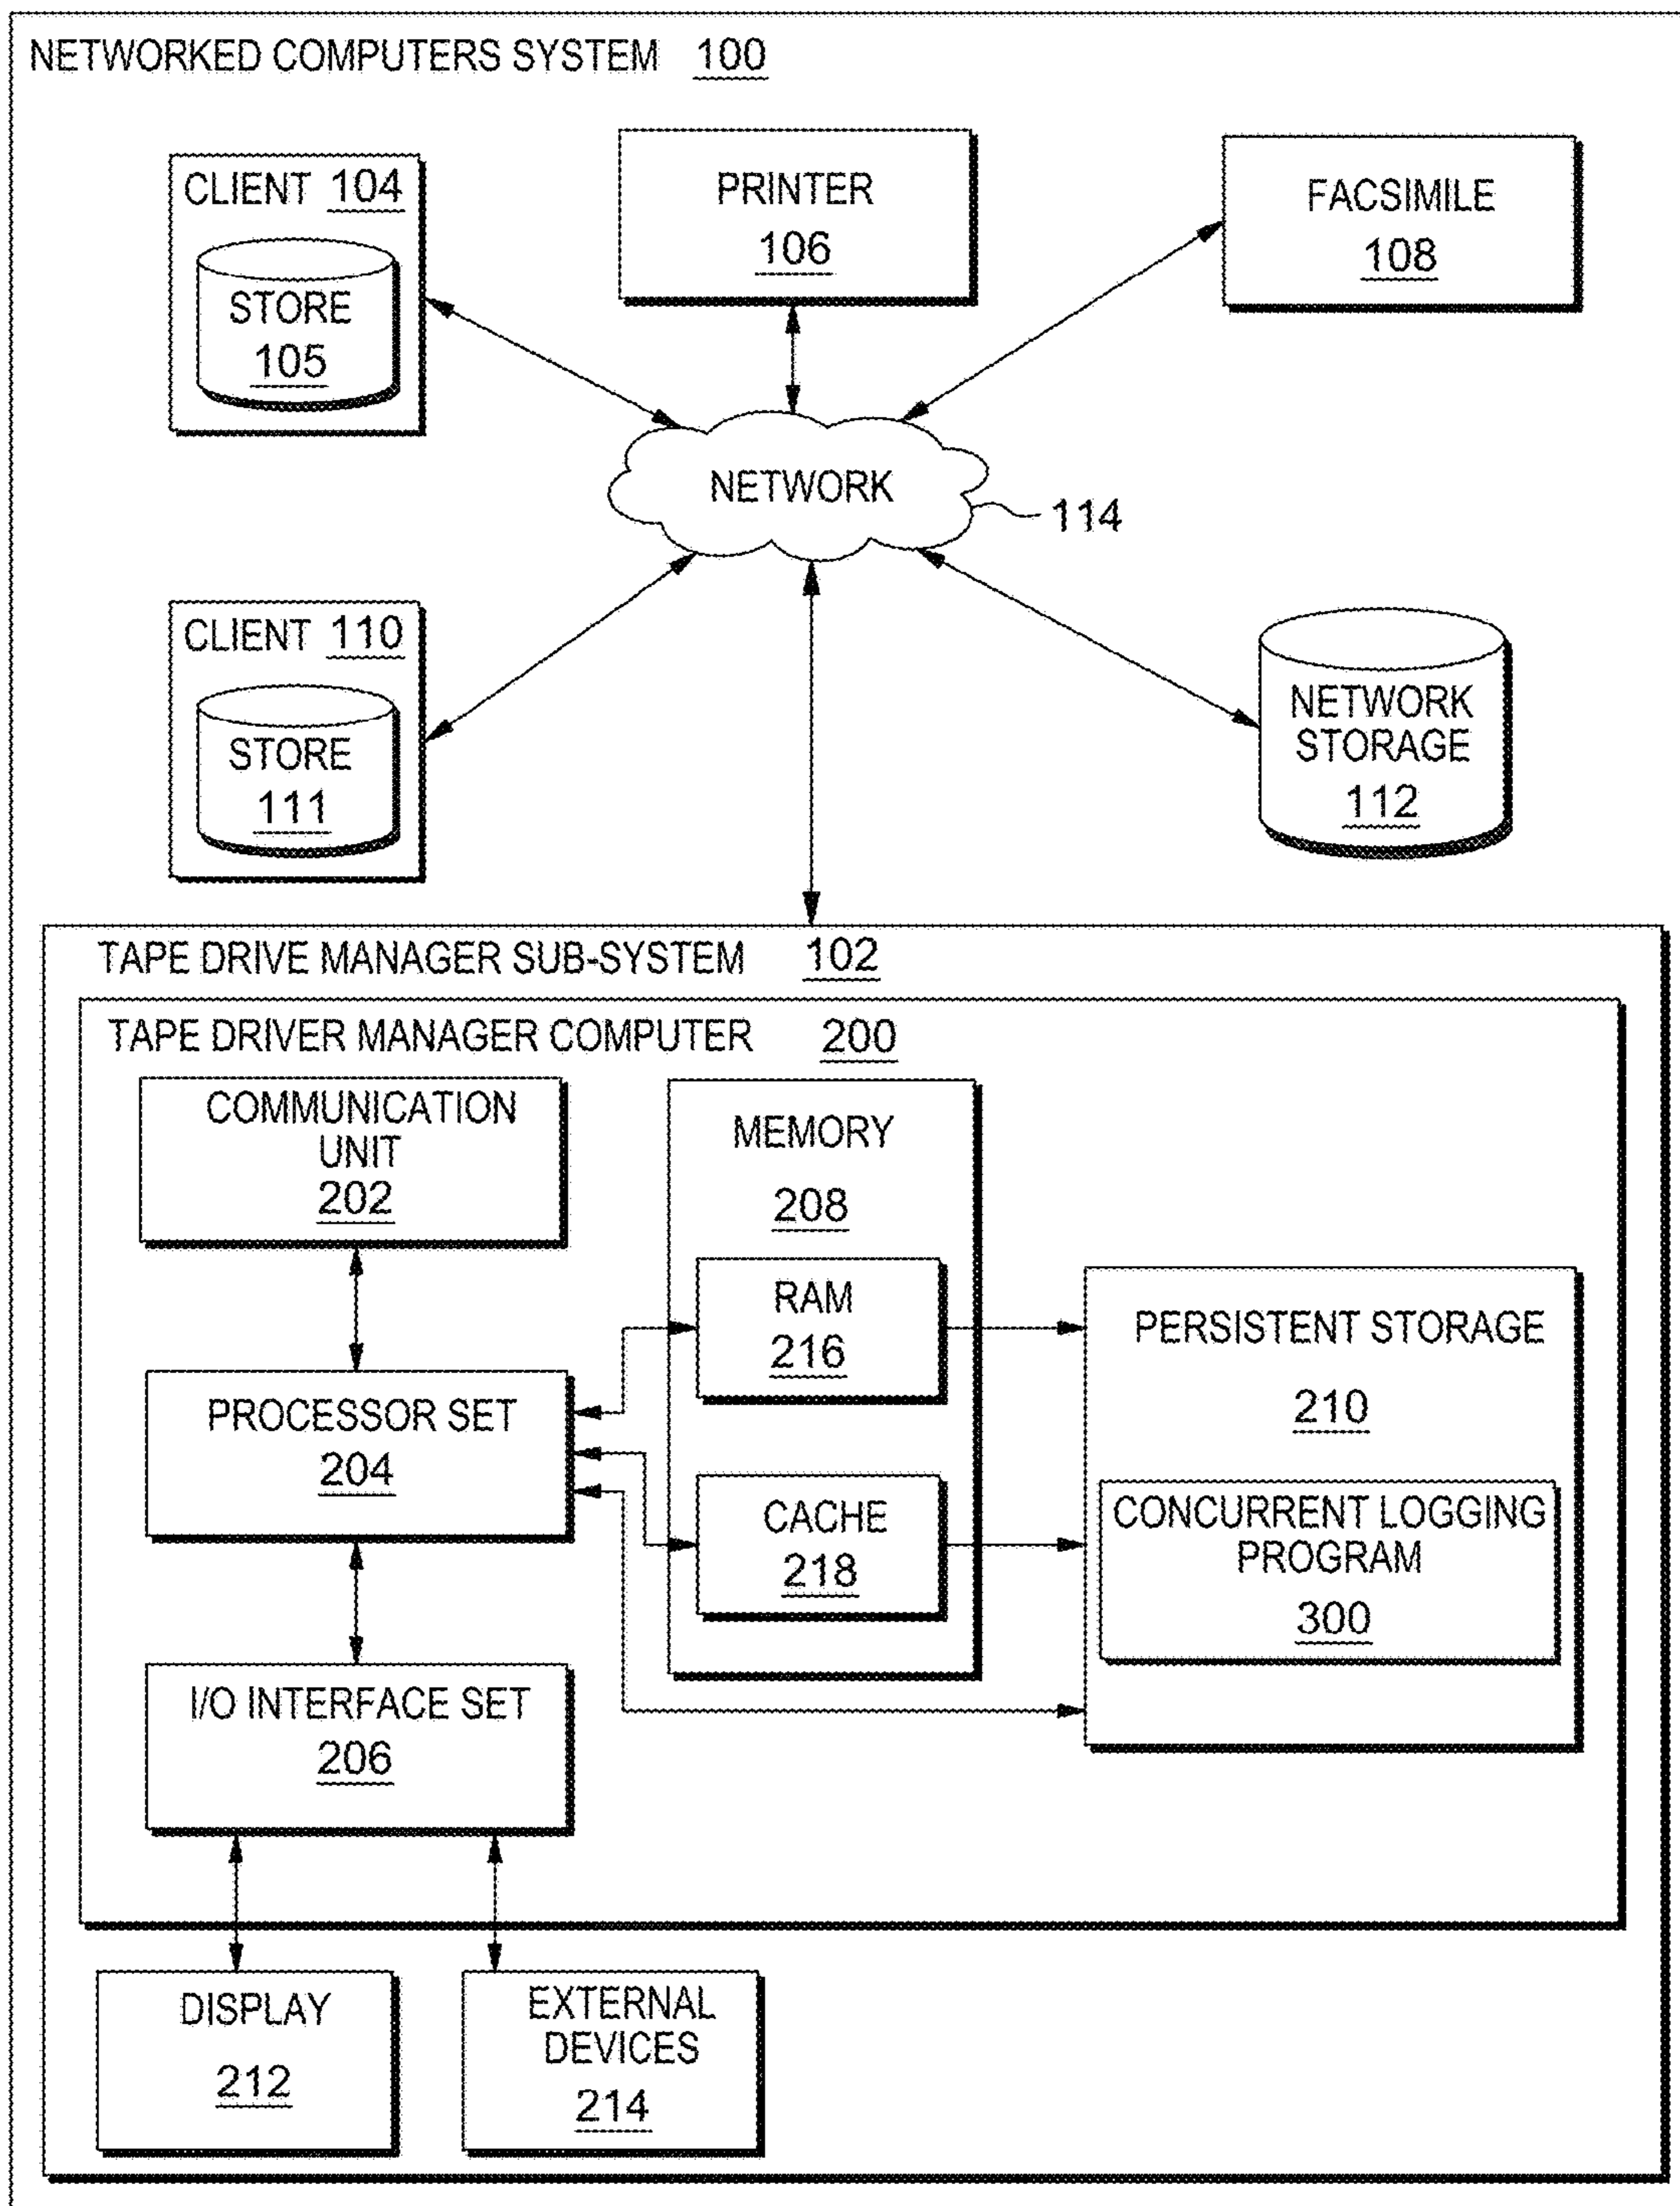 NETWORKED COMPUTERS SYSTEM 100
CLIENT 104
STORE
105
PRINTER
106
FACSIMILE
108
NETWORK
114
CLIENT 110
STORE
111
NETWORK
STORAGE
112
TAPE DRIVE MANAGER SUB-SYSTEM 102
TAPE DRIVER MANAGER COMPUTER 200
COMMUNICATION
UNIT
202
MEMORY
208
RAM
216
PERSISTENT STORAGE
210
PROCESSOR SET
204
CACHE
218
CONCURRENT LOGGING
PROGRAM
300
I/O INTERFACE SET
206
DISPLAY
212
EXTERNAL
DEVICES
214